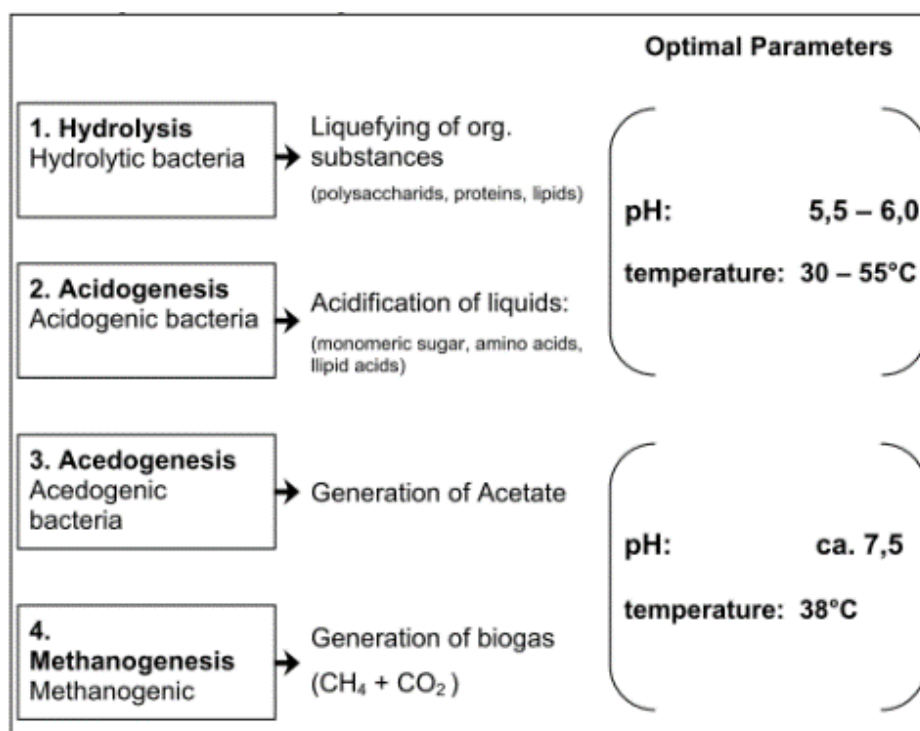 Optimal Parameters
1. Hydrolysis
Hydrolytic bacteria
Liquefying of org.
substances
(polysaccharids, proteins, lipids)
pH: 5,5 – 6,0
temperature: 30 – 55°C
2. Acidogenesis
Acidogenic bacteria
Acidification of liquids:
(monomeric sugar, amino acids,
llipid acids)
3. Acedogenesis
Acedogenic
bacteria
Generation of Acetate
pH: ca. 7,5
temperature: 38°C
4.
Methanogenesis
Methanogenic
Generation of biogas
(CH₄ + CO₂ )